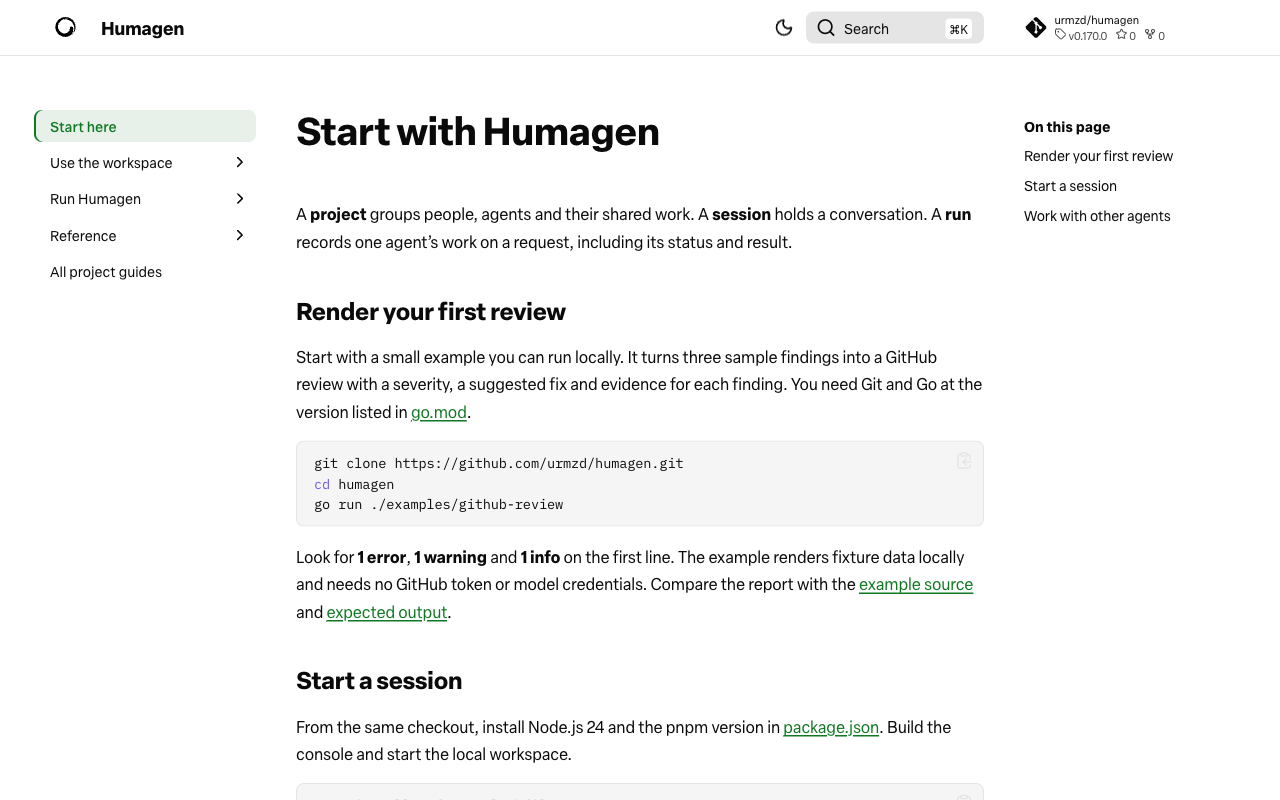 Humagen
Search
⌘K
urmzd/humagen
v0.170.0
0
0
Start here
Use the workspace
Run Humagen
Reference
All project guides
Start with Humagen
A project groups people, agents and their shared work. A session holds a conversation. A run
records one agent’s work on a request, including its status and result.
Render your first review
Start with a small example you can run locally. It turns three sample findings into a GitHub
review with a severity, a suggested fix and evidence for each finding. You need Git and Go at the
version listed in go.mod.
git clone https://github.com/urmzd/humagen.git
cd humagen
go run ./examples/github-review
Look for 1 error, 1 warning and 1 info on the first line. The example renders fixture data locally
and needs no GitHub token or model credentials. Compare the report with the example source
and expected output.
Start a session
From the same checkout, install Node.js 24 and the pnpm version in package.json. Build the
console and start the local workspace.
On this page
Render your first review
Start a session
Work with other agents